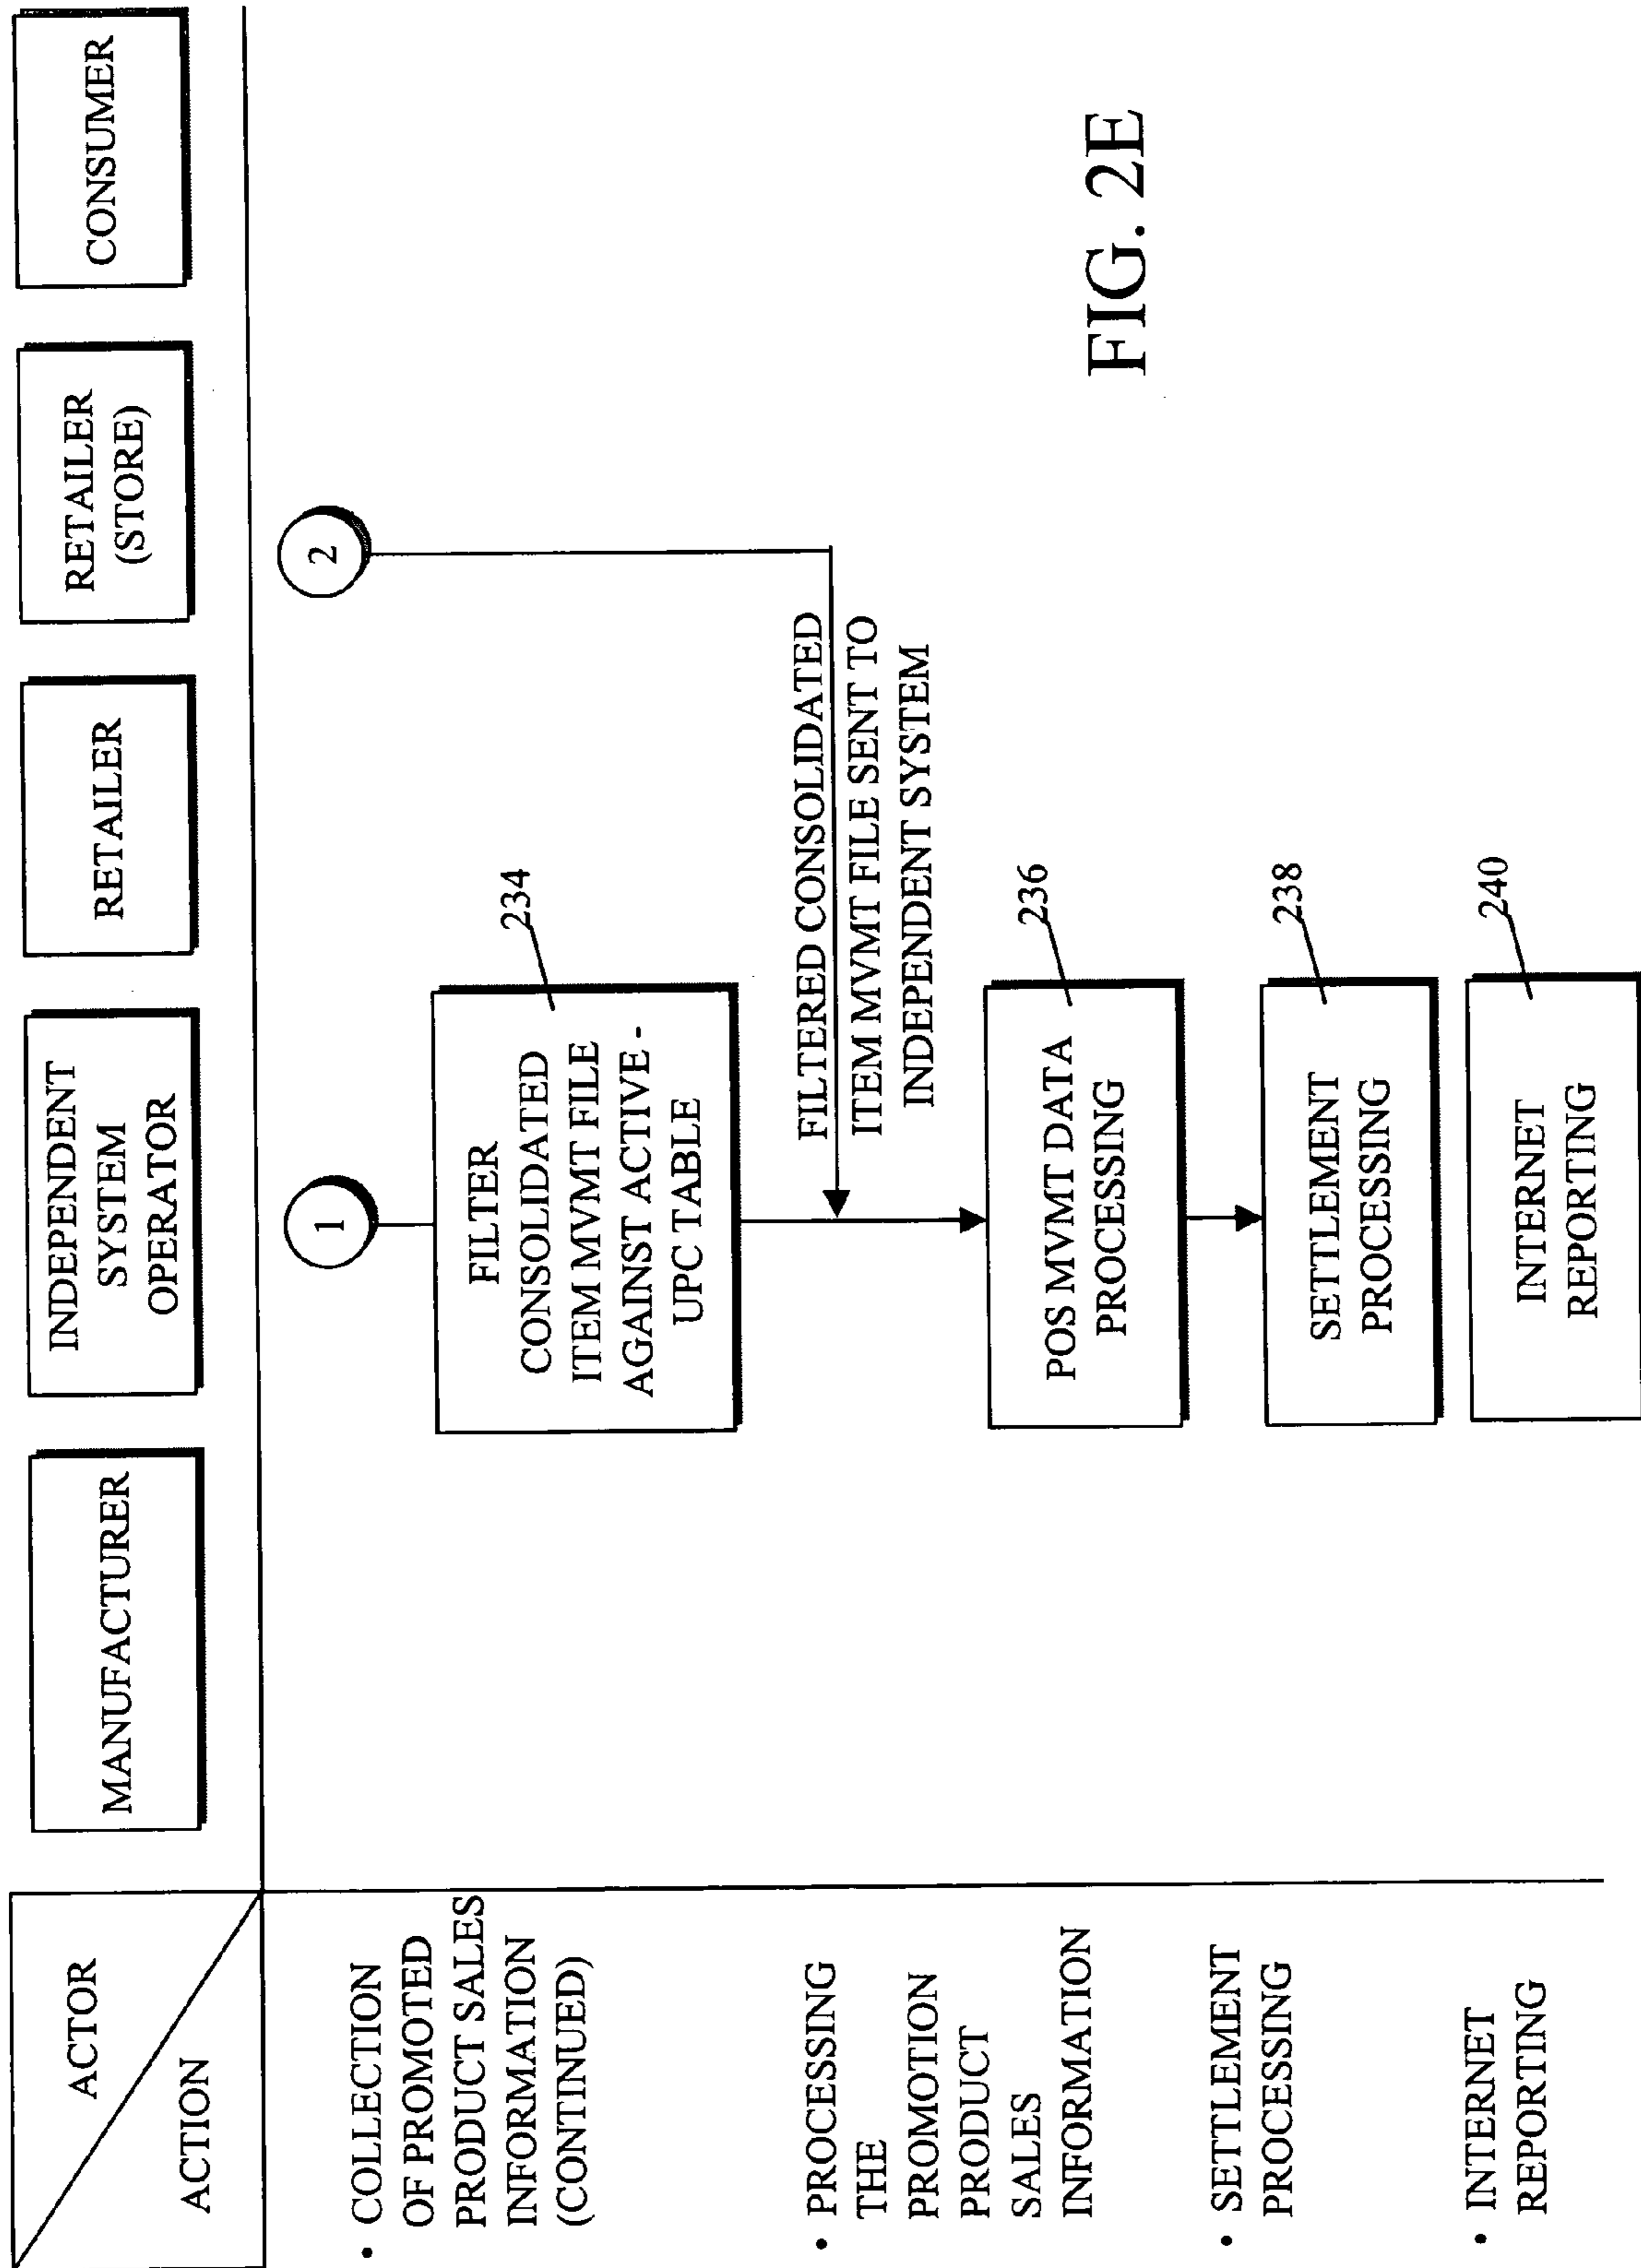 ACTOR
ACTION
MANUFACTURER
INDEPENDENT
SYSTEM
OPERATOR
RETAILER
RETAILER
(STORE)
CONSUMER
• COLLECTION
OF PROMOTED
PRODUCT SALES
INFORMATION
(CONTINUED)
1
2
FILTER
CONSOLIDATED
ITEM MVMT FILE
AGAINST ACTIVE -
UPC TABLE
234
FILTERED CONSOLIDATED
ITEM MVMT FILE SENT TO
INDEPENDENT SYSTEM
• PROCESSING
THE
PROMOTION
PRODUCT
SALES
INFORMATION
POS MVMT DATA
PROCESSING
236
• SETTLEMENT
PROCESSING
SETTLEMENT
PROCESSING
238
• INTERNET
REPORTING
INTERNET
REPORTING
240
FIG. 2E